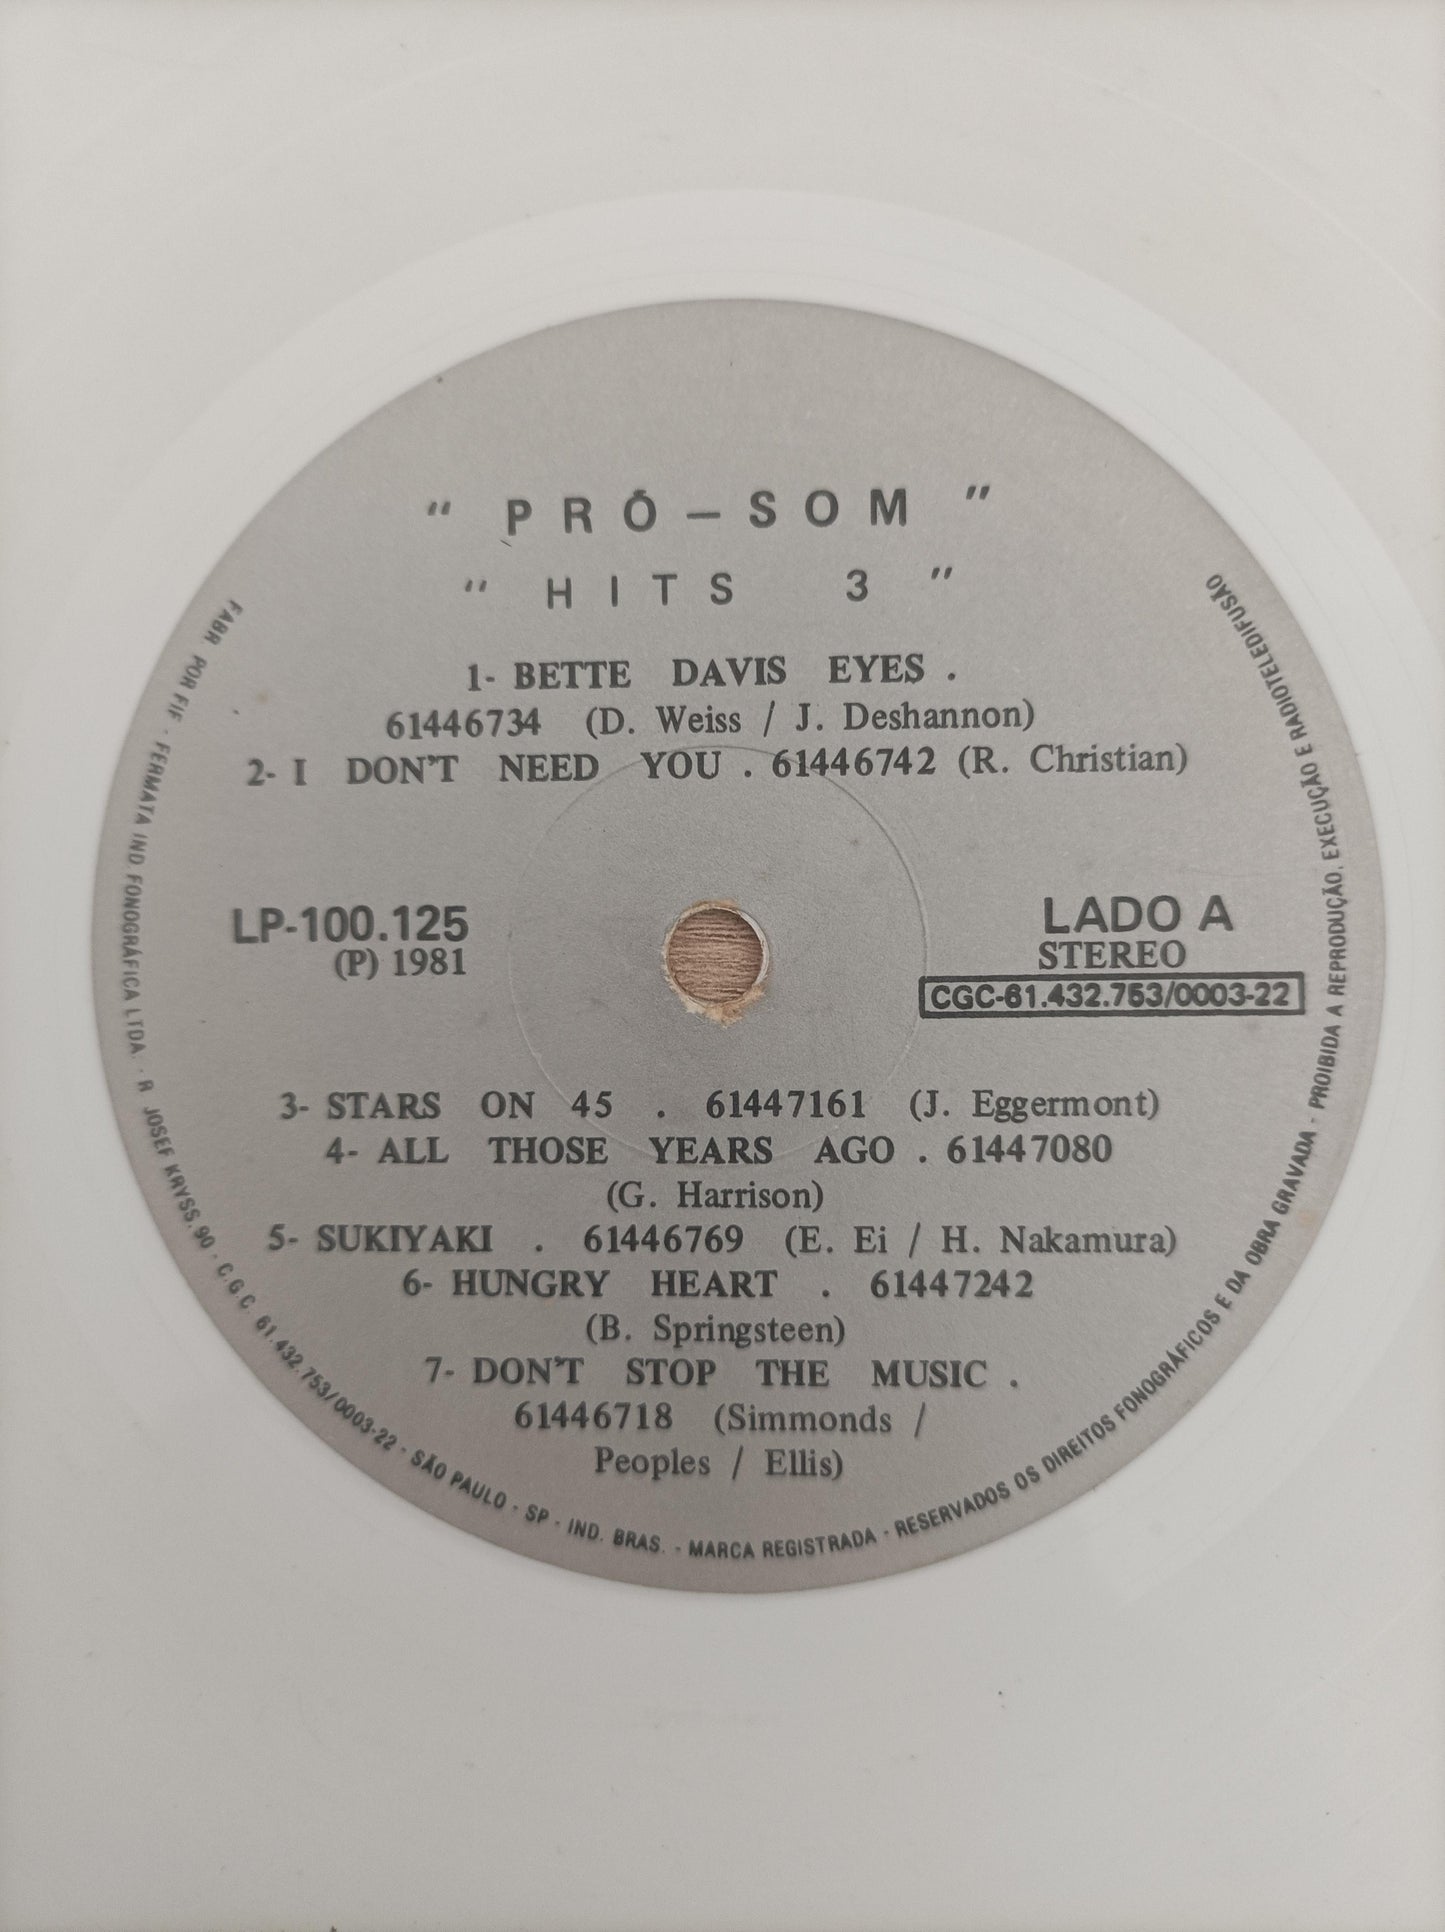 " PRÓ — SOM "
" HITS 3 "
1- BETTE DAVIS EYES .
61446734 (D. Weiss / J. Deshannon)
2- I DON'T NEED YOU . 61446742 (R. Christian)
LP-100.125
(P) 1981
LADO A
STEREO
CGC-61.432.753/0003-22
3- STARS ON 45 . 61447161 (J. Eggermont)
4- ALL THOSE YEARS AGO . 61447080
(G. Harrison)
5- SUKIYAKI . 61446769 (E. Ei / H. Nakamura)
6- HUNGRY HEART . 61447242
(B. Springsteen)
7- DON'T STOP THE MUSIC .
61446718 (Simmonds /
Peoples / Ellis)
FABR. POR FIF - FERMATA IND. FONOGRÁFICA LTDA. - R JOSEF KRYSS, 90 - C.G.C. 61.432.753/0003-22 - SÃO PAULO - SP - IND. BRAS. - MARCA REGISTRADA - RESERVADOS OS DIREITOS FONOGRÁFICOS E DA OBRA GRAVADA - PROIBIDA A REPRODUÇÃO, EXECUÇÃO E RADIOTELEDIFUSÃO